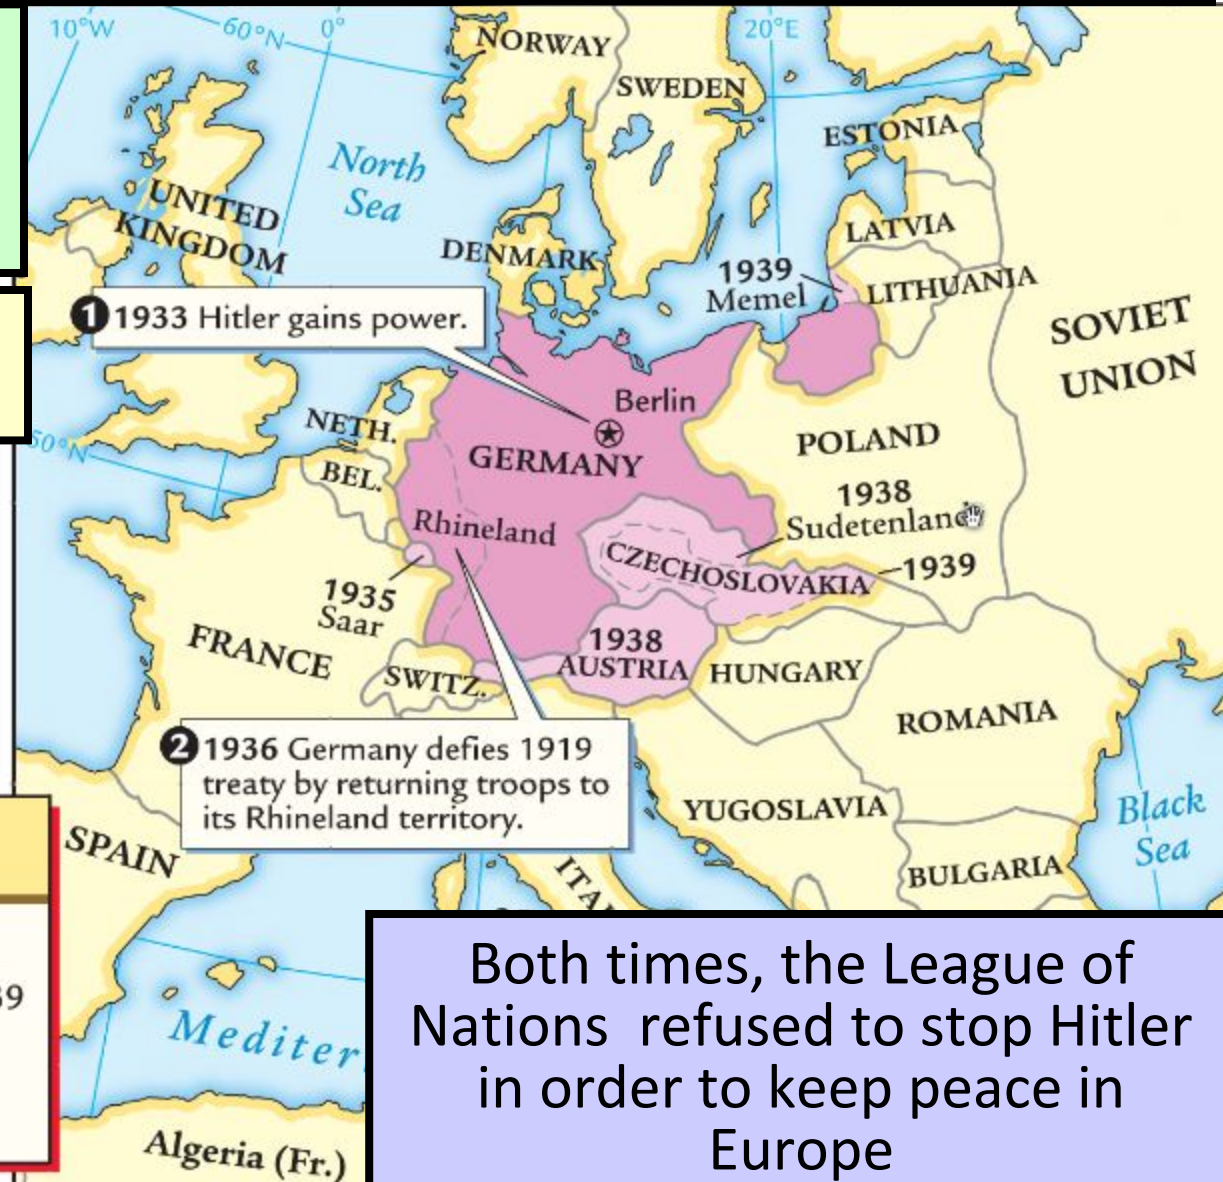 10°W
60°N
0°
20°E
NORWAY
SWEDEN
ESTONIA
North
Sea
UNITED
KINGDOM
DENMARK
LATVIA
1939
Memel
LITHUANIA
SOVIET
UNION
1 1933 Hitler gains power.
Berlin
NETH.
50°N
GERMANY
POLAND
BEL.
1938
Sudetenland
Rhineland
CZECHOSLOVAKIA
1939
1935
Saar
FRANCE
1938
AUSTRIA
HUNGARY
SWITZ.
ROMANIA
2 1936 Germany defies 1919
treaty by returning troops to
its Rhineland territory.
YUGOSLAVIA
Black
Sea
SPAIN
BULGARIA
Both times, the League of
Nations refused to stop Hitler
in order to keep peace in
Europe
Algeria (Fr.)